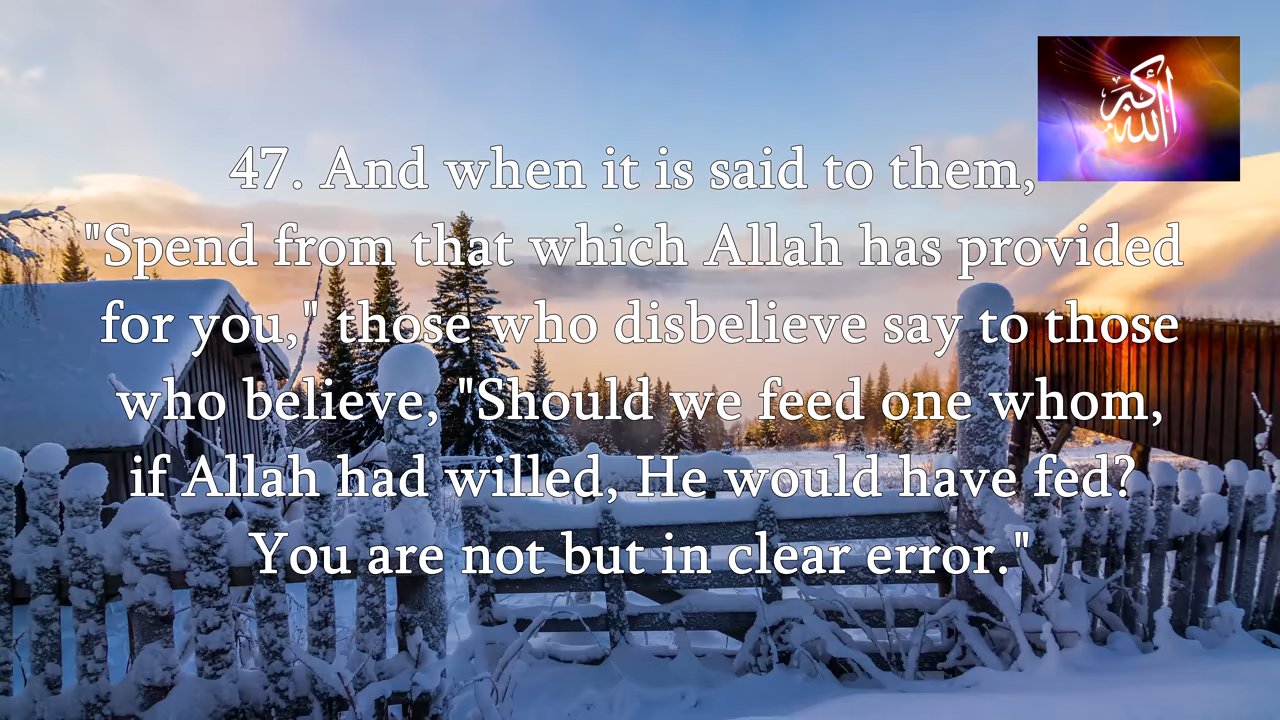 الله أكبر
47. And when it is said to them,
"Spend from that which Allah has provided
for you," those who disbelieve say to those
who believe, "Should we feed one whom,
if Allah had willed, He would have fed?
You are not but in clear error."